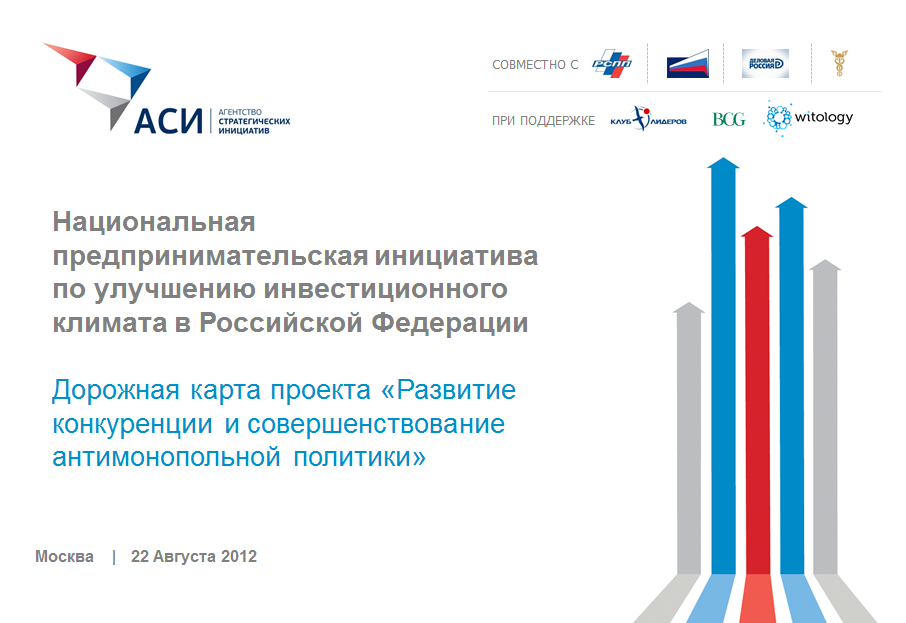 АСИ
АГЕНТСТВО
СТРАТЕГИЧЕСКИХ
ИНИЦИАТИВ
СОВМЕСТНО С
РСПП
ДЕЛОВАЯ
РОССИЯ
ПРИ ПОДДЕРЖКЕ
КЛУБ ЛИДЕРОВ
BCG
witology
Национальная
предпринимательская инициатива
по улучшению инвестиционного
климата в Российской Федерации
Дорожная карта проекта «Развитие
конкуренции и совершенствование
антимонопольной политики»
Москва | 22 Августа 2012